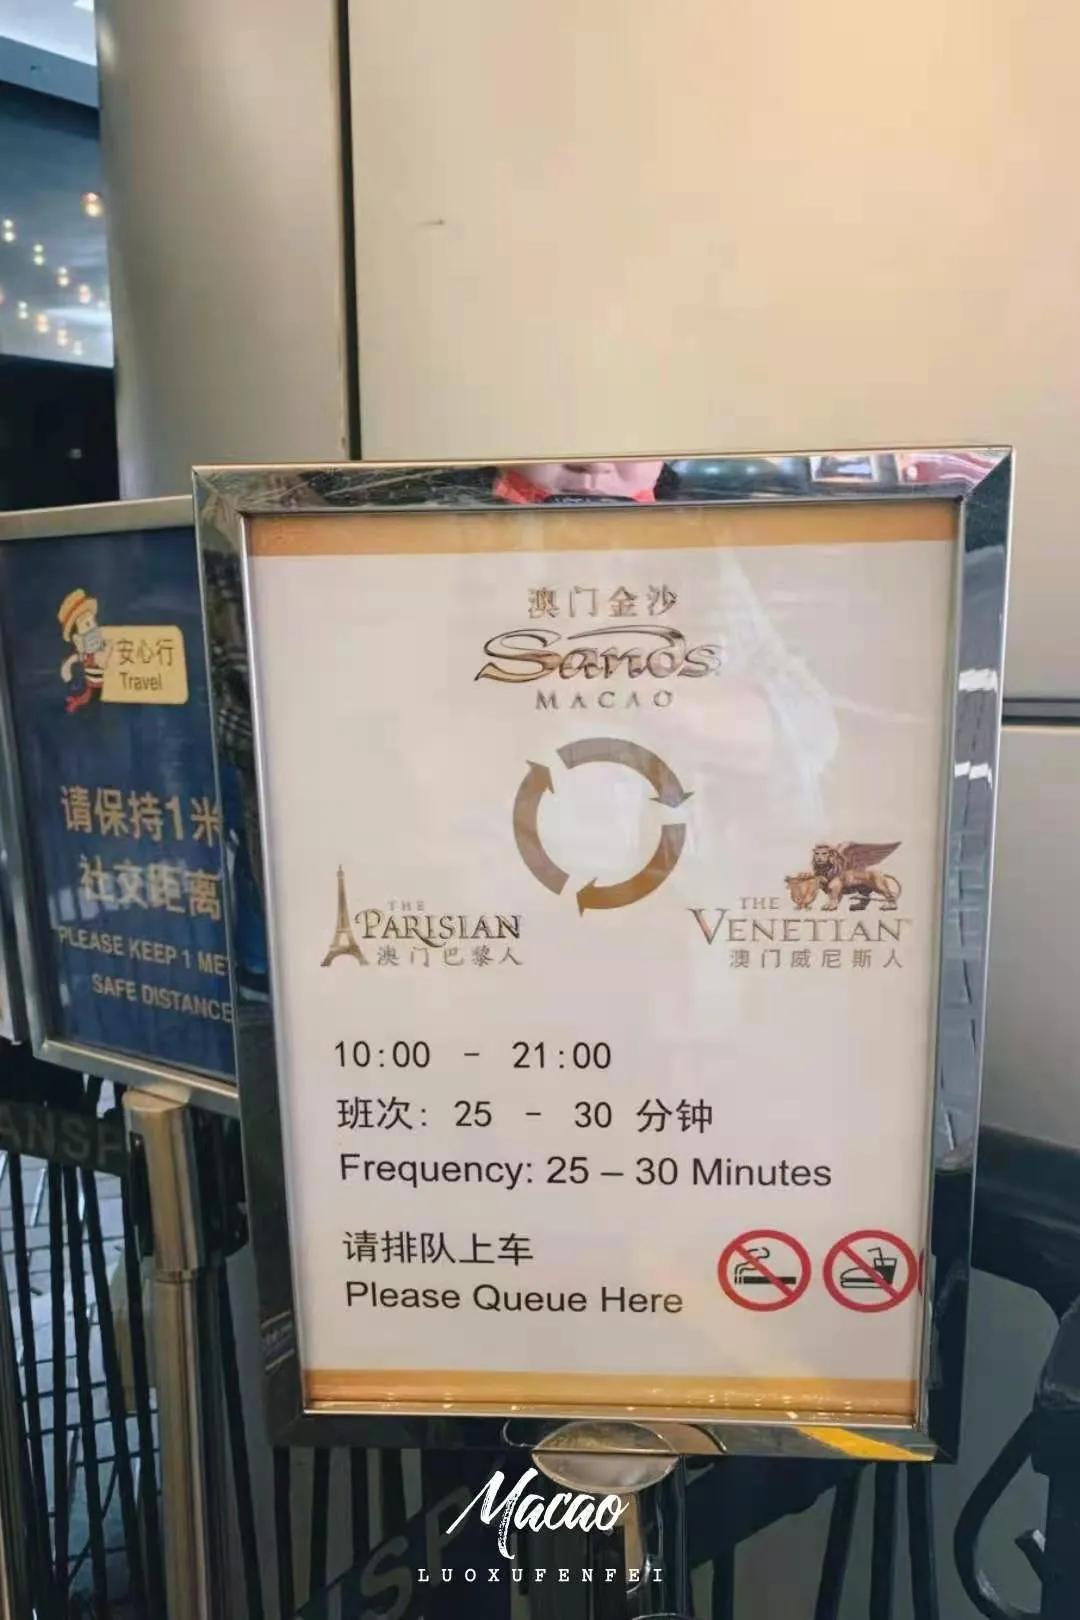 安心行
Travel
请保持1米
社交距离
PLEASE KEEP 1 ME
SAFE DISTANCE
澳门金沙
Sands
MACAO
THE
PARISIAN
澳门巴黎人
THE
VENETIAN
澳门威尼斯人
10:00 - 21:00
班次: 25 - 30 分钟
Frequency: 25 – 30 Minutes
请排队上车
Please Queue Here
Macao
LUOXUFENFEI